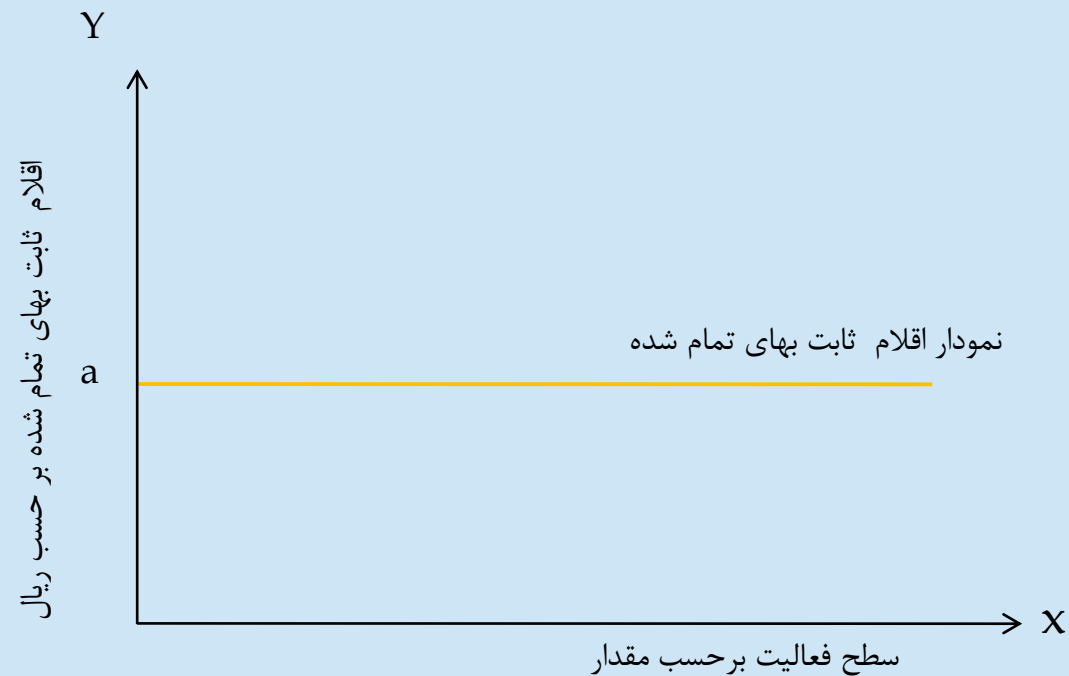 Y
اقلام ثابت بهای تمام شده بر حسب ریال
نمودار اقلام ثابت بهای تمام شده
a
X
سطح فعالیت برحسب مقدار